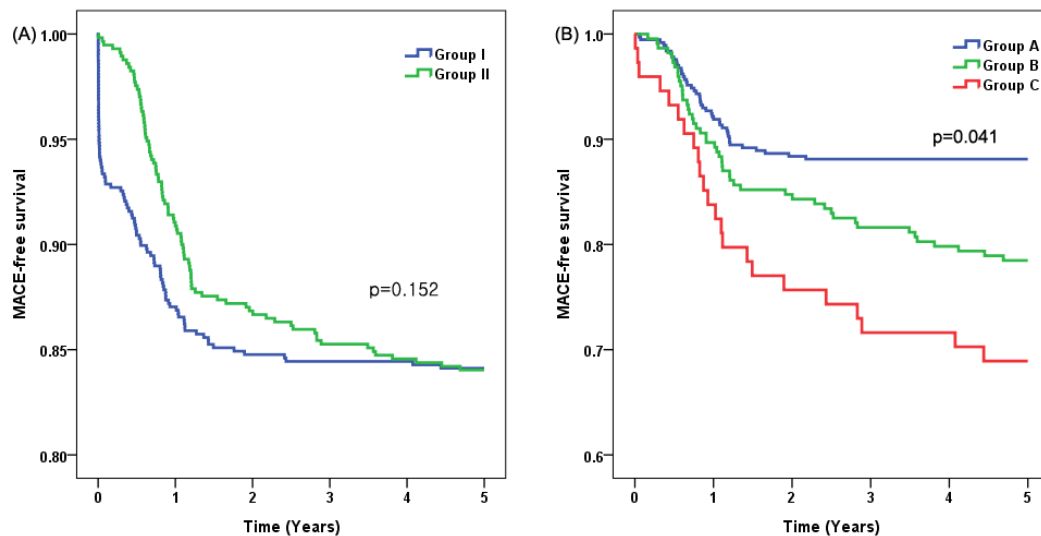 (A)
1.00
0.95
0.90
0.85
0.80
MACE-free survival
Group I
Group II
p=0.152
0 1 2 3 4 5
Time (Years)
(B)
1.00
0.9
0.8
0.7
0.6
MACE-free survival
Group A
Group B
Group C
p=0.041
0 1 2 3 4 5
Time (Years)